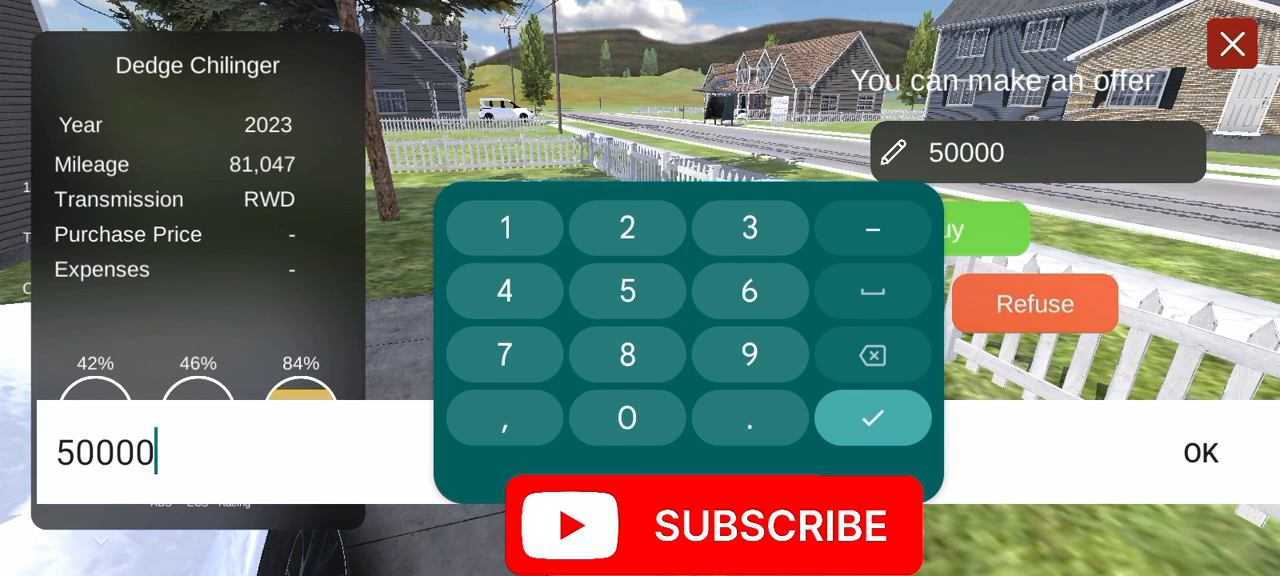 Dedge Chilinger
Year 2023
Mileage 81,047
Transmission RWD
Purchase Price -
Expenses -
42% 46% 84%
50000
You can make an offer
50000
uy
Refuse
1 2 3 –
4 5 6
7 8 9
, 0 .
OK
SUBSCRIBE